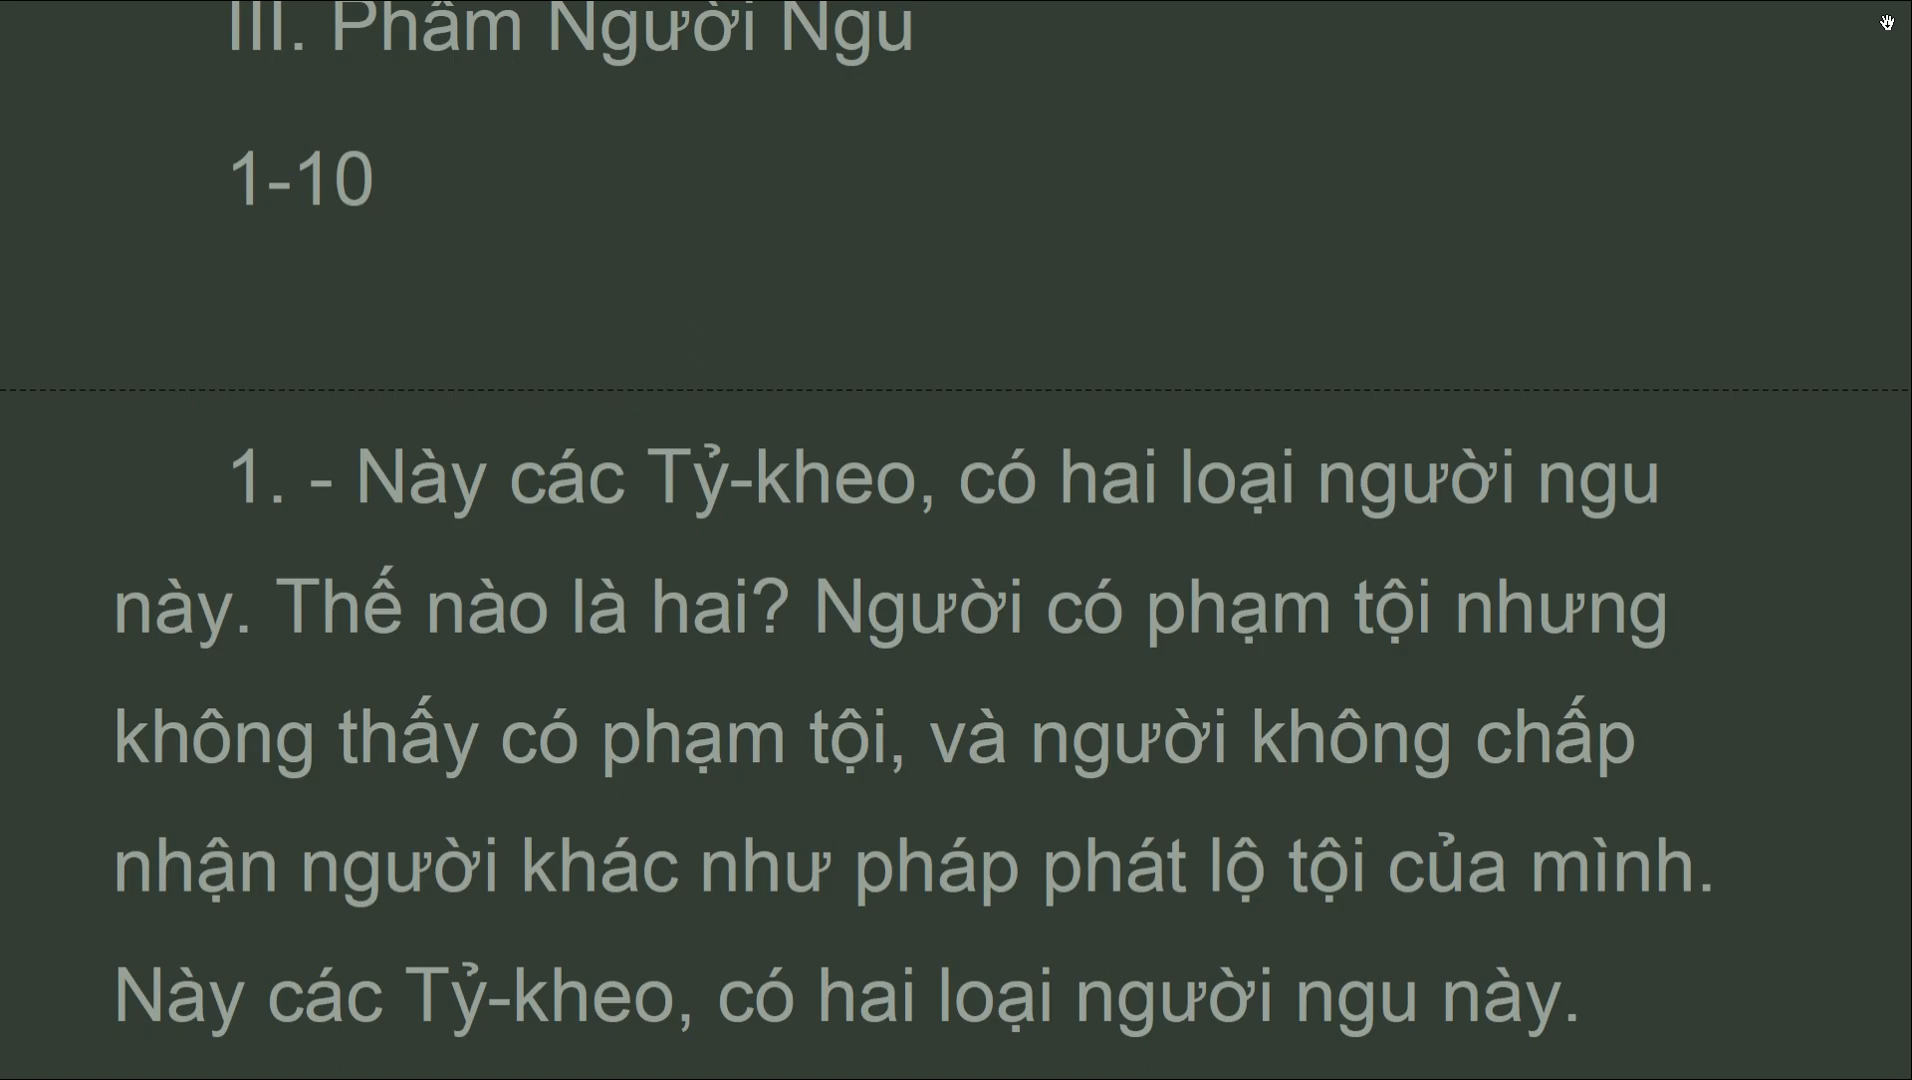 III. Phẩm Người Ngu
1-10
1. - Này các Tỷ-kheo, có hai loại người ngu
này. Thế nào là hai? Người có phạm tội nhưng
không thấy có phạm tội, và người không chấp
nhận người khác như pháp phát lộ tội của mình.
Này các Tỷ-kheo, có hai loại người ngu này.